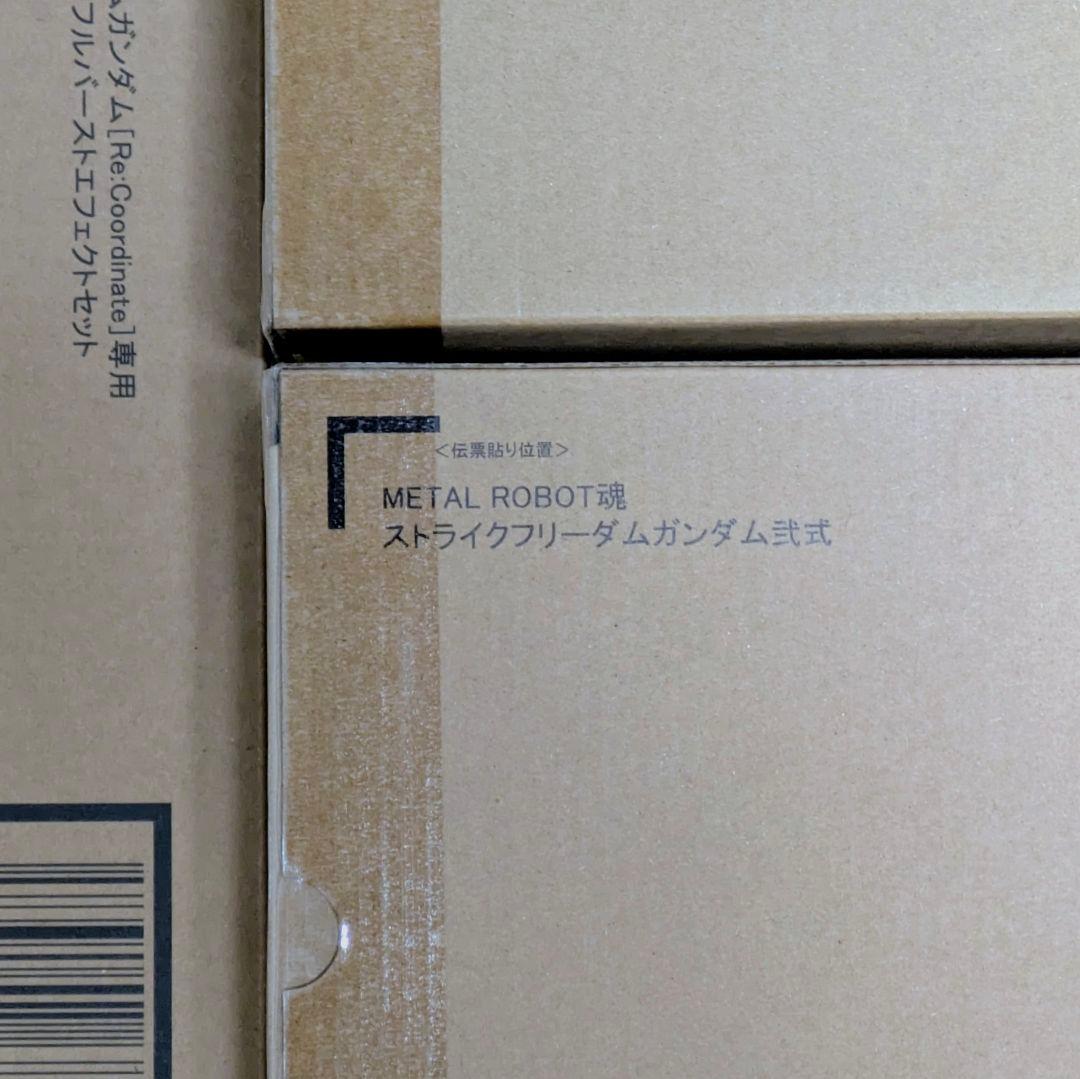 ムガンダム[Re:Coordinate]専用
フルバーストエフェクトセット
<伝票貼り位置>
METAL ROBOT魂
ストライクフリーダムガンダム弐式